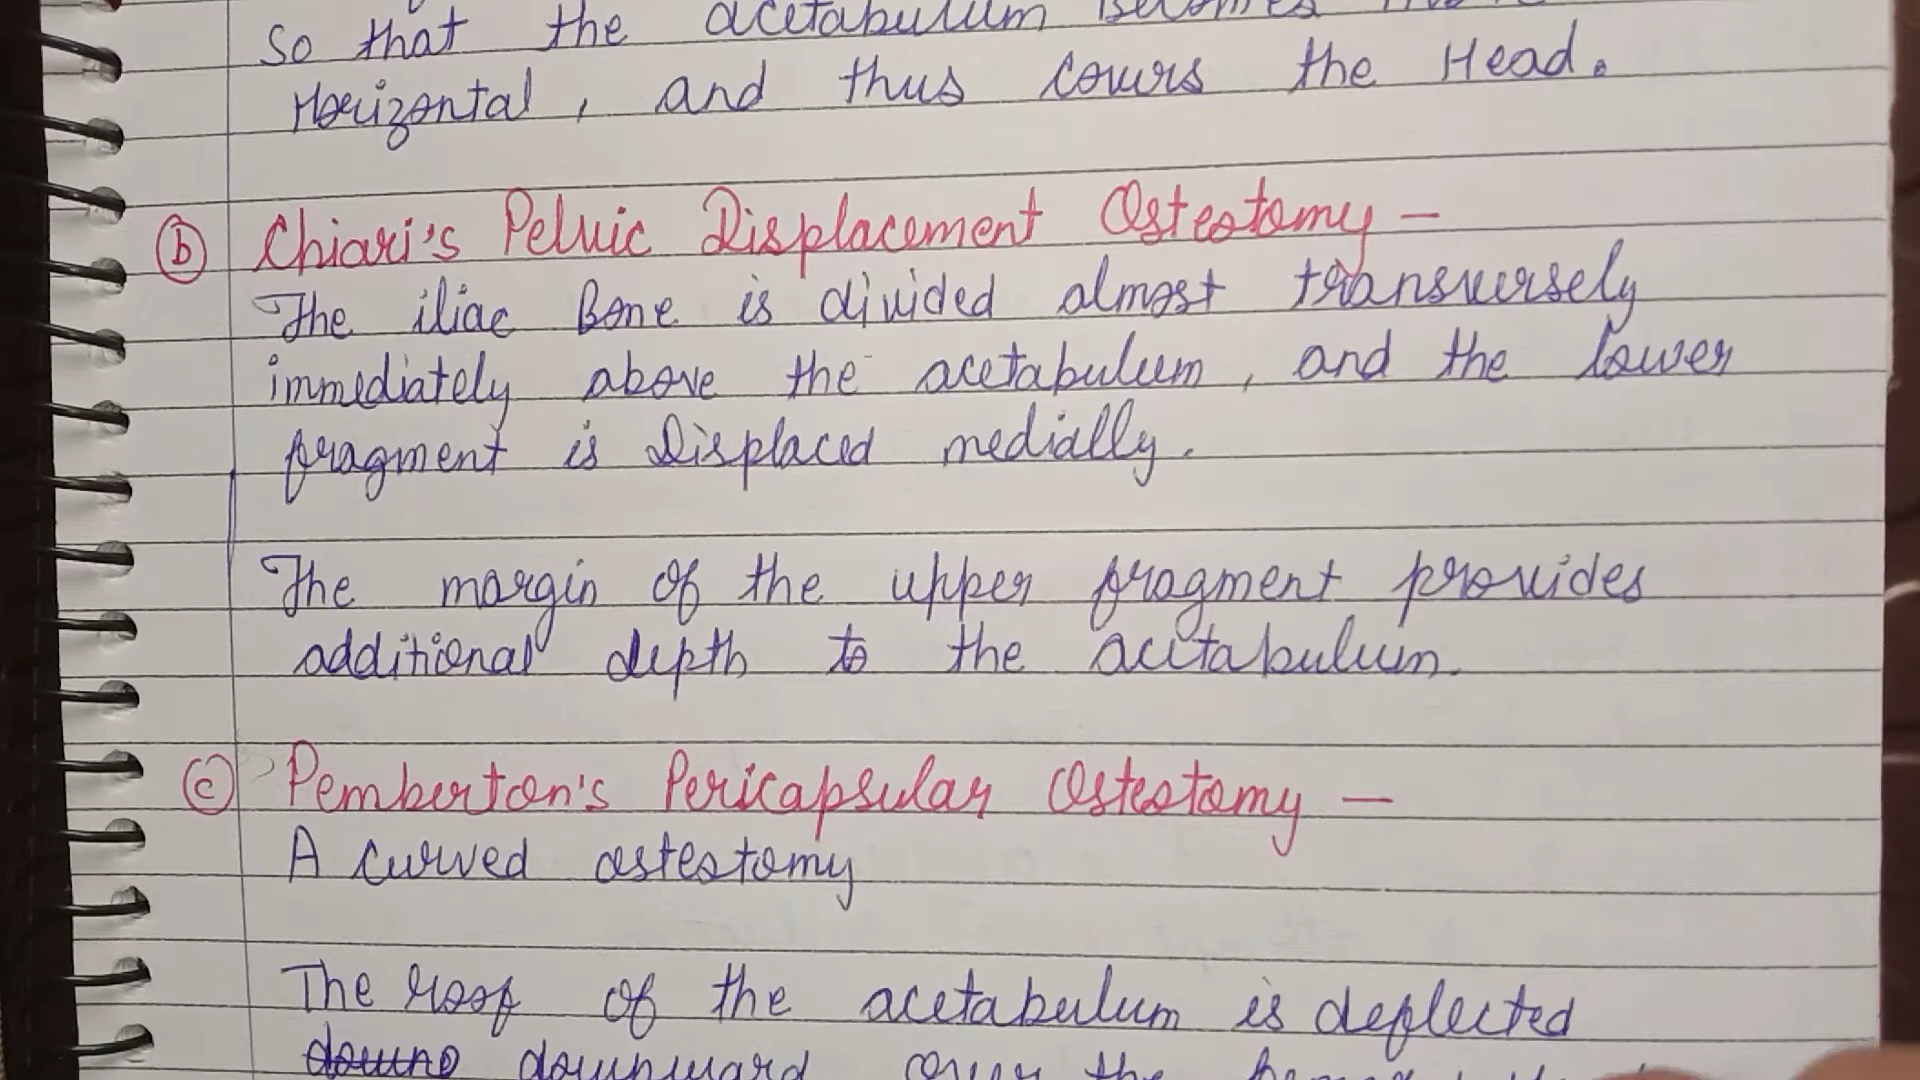 So that the acetabulum becomes
Horizontal, and thus covers the Head.
(b) Chiari's Pelvic Displacement Osteotomy -
The iliac Bone is divided almost transversely
immediately above the acetabulum, and the lower
fragment is Displaced medially.
The margin of the upper fragment provides
additional depth to the acetabulum.
(c) Pemberton's Pericapsular Osteotomy -
A curved osteotomy
The roof of the acetabulum is deflected
downward over the